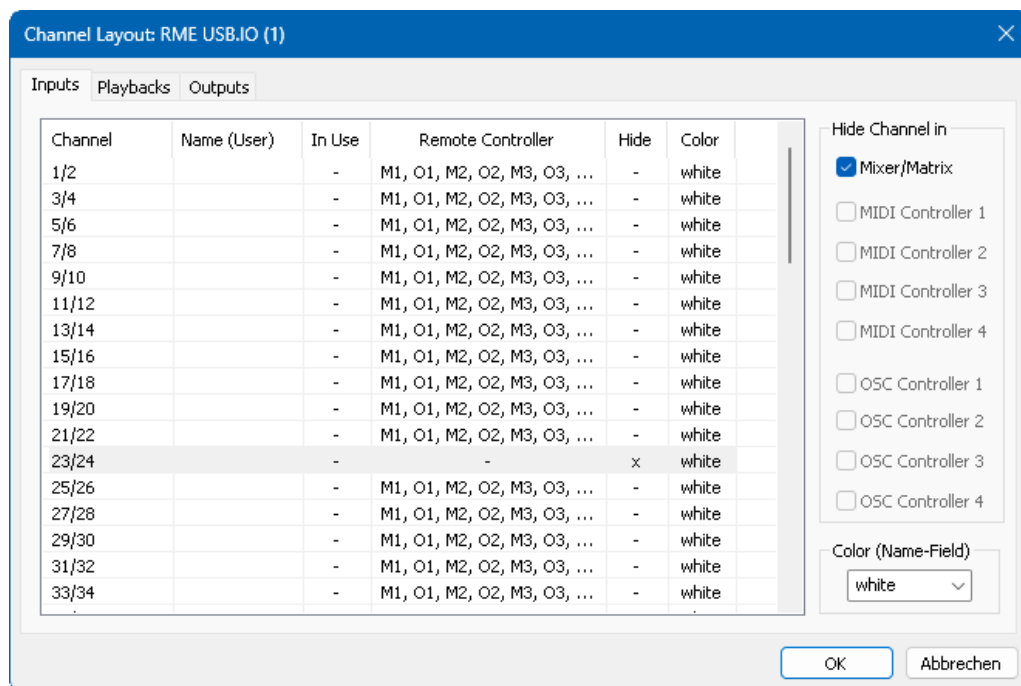 Channel Layout: RME USB.IO (1)
Inputs Playbacks Outputs
Channel Name (User) In Use Remote Controller Hide Color
1/2 - M1, O1, M2, O2, M3, O3, ... - white
3/4 - M1, O1, M2, O2, M3, O3, ... - white
5/6 - M1, O1, M2, O2, M3, O3, ... - white
7/8 - M1, O1, M2, O2, M3, O3, ... - white
9/10 - M1, O1, M2, O2, M3, O3, ... - white
11/12 - M1, O1, M2, O2, M3, O3, ... - white
13/14 - M1, O1, M2, O2, M3, O3, ... - white
15/16 - M1, O1, M2, O2, M3, O3, ... - white
17/18 - M1, O1, M2, O2, M3, O3, ... - white
19/20 - M1, O1, M2, O2, M3, O3, ... - white
21/22 - M1, O1, M2, O2, M3, O3, ... - white
23/24 - - x white
25/26 - M1, O1, M2, O2, M3, O3, ... - white
27/28 - M1, O1, M2, O2, M3, O3, ... - white
29/30 - M1, O1, M2, O2, M3, O3, ... - white
31/32 - M1, O1, M2, O2, M3, O3, ... - white
33/34 - M1, O1, M2, O2, M3, O3, ... - white
Hide Channel in
Mixer/Matrix
MIDI Controller 1
MIDI Controller 2
MIDI Controller 3
MIDI Controller 4
OSC Controller 1
OSC Controller 2
OSC Controller 3
OSC Controller 4
Color (Name-Field)
white
OK Abbrechen